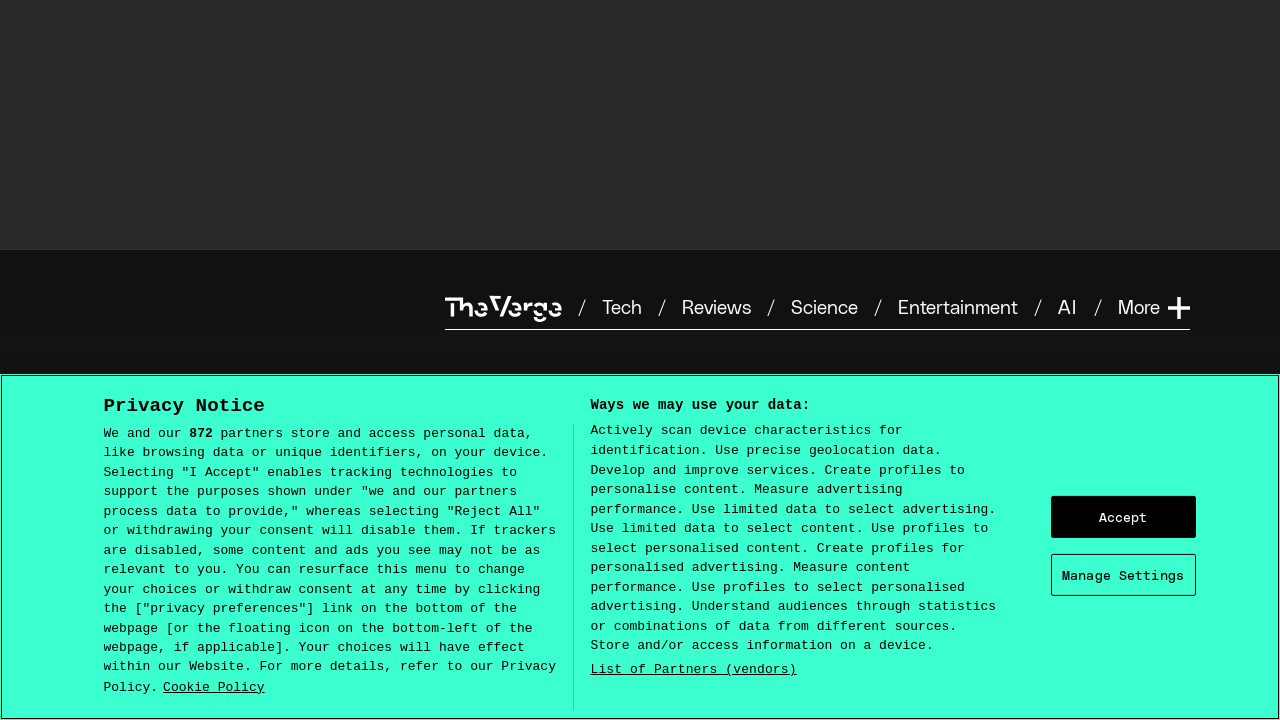 TheVerge / Tech / Reviews / Science / Entertainment / AI / More
Privacy Notice
We and our 872 partners store and access personal data,
like browsing data or unique identifiers, on your device.
Selecting "I Accept" enables tracking technologies to
support the purposes shown under "we and our partners
process data to provide," whereas selecting "Reject All"
or withdrawing your consent will disable them. If trackers
are disabled, some content and ads you see may not be as
relevant to you. You can resurface this menu to change
your choices or withdraw consent at any time by clicking
the ["privacy preferences"] link on the bottom of the
webpage [or the floating icon on the bottom-left of the
webpage, if applicable]. Your choices will have effect
within our Website. For more details, refer to our Privacy
Policy. Cookie Policy
Ways we may use your data:
Actively scan device characteristics for
identification. Use precise geolocation data.
Develop and improve services. Create profiles to
personalise content. Measure advertising
performance. Use limited data to select advertising.
Use limited data to select content. Use profiles to
select personalised content. Create profiles for
personalised advertising. Measure content
performance. Use profiles to select personalised
advertising. Understand audiences through statistics
or combinations of data from different sources.
Store and/or access information on a device.
List of Partners (vendors)
Accept
Manage Settings